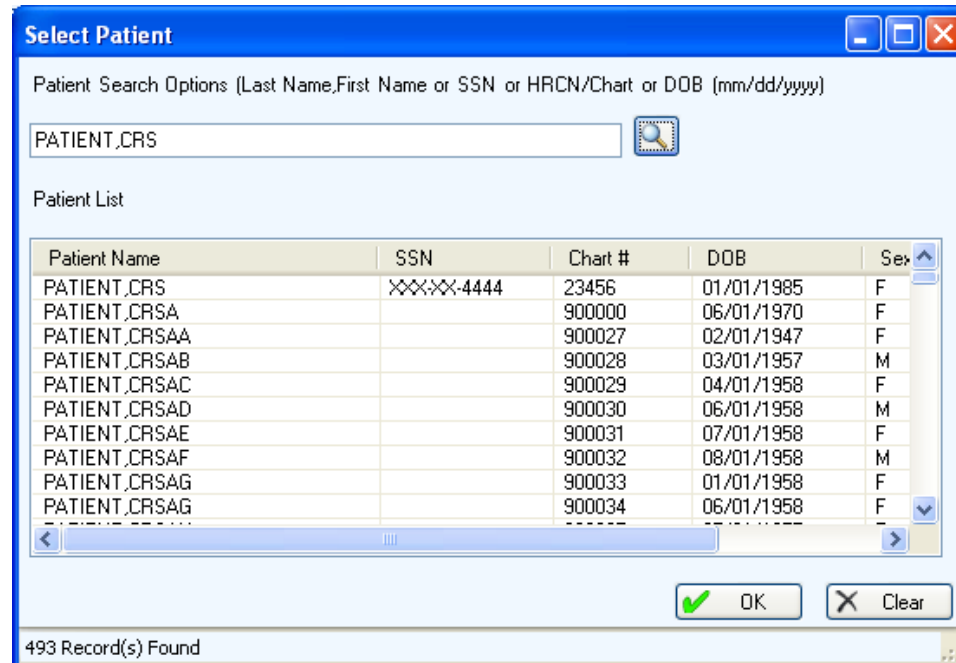 Select Patient
Patient Search Options (Last Name,First Name or SSN or HRCN/Chart or DOB (mm/dd/yyyy)
PATIENT,CRS
Patient List
Patient Name SSN Chart # DOB Sex
PATIENT,CRS XXX-XX-4444 23456 01/01/1985 F
PATIENT,CRSA 900000 06/01/1970 F
PATIENT,CRSAA 900027 02/01/1947 F
PATIENT,CRSAB 900028 03/01/1957 M
PATIENT,CRSAC 900029 04/01/1958 F
PATIENT,CRSAD 900030 06/01/1958 M
PATIENT,CRSAE 900031 07/01/1958 F
PATIENT,CRSAF 900032 08/01/1958 M
PATIENT,CRSAG 900033 01/01/1958 F
PATIENT,CRSAG 900034 06/01/1958 F
OK Clear
493 Record(s) Found